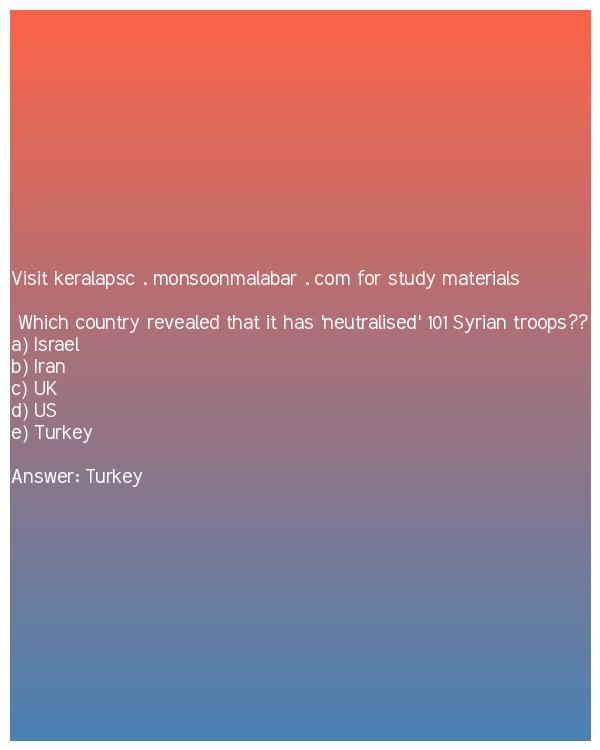 Visit keralapsc . monsoonmalabar . com for study materials
Which country revealed that it has 'neutralised' 101 Syrian troops??
a) Israel
b) Iran
c) UK
d) US
e) Turkey
Answer: Turkey